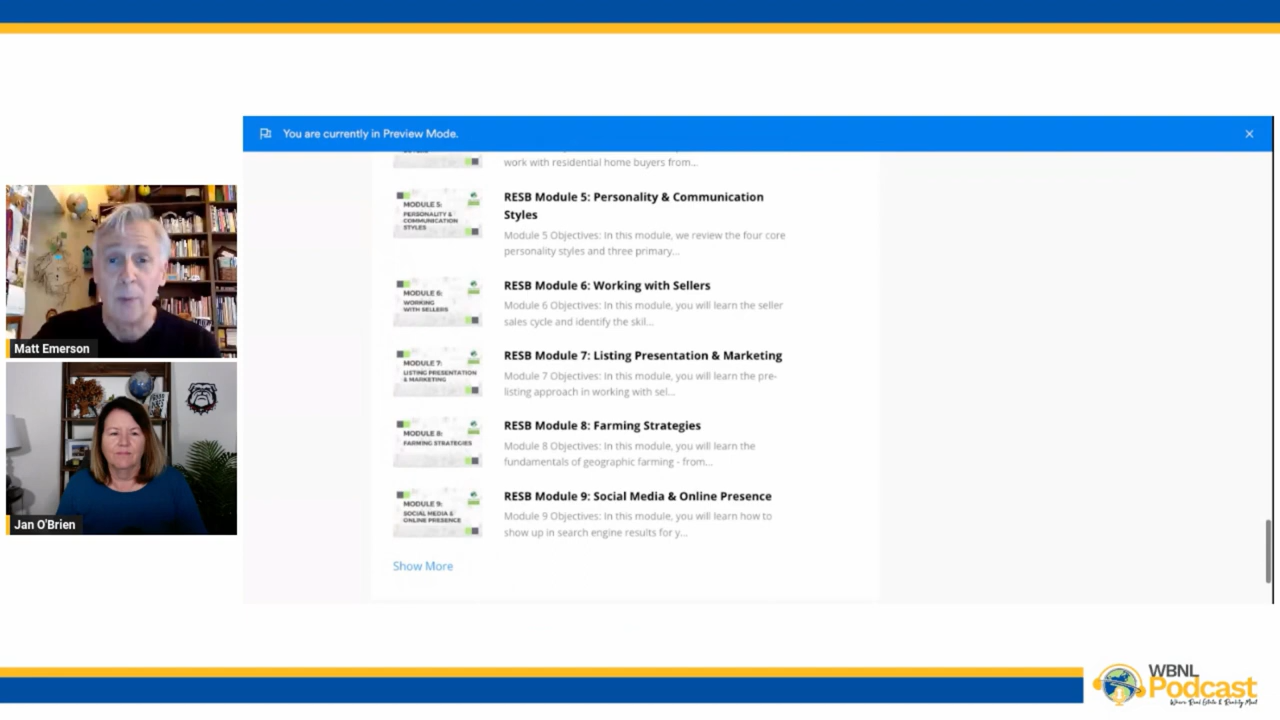 You are currently in Preview Mode.
work with residential home buyers from...
MODULE 5:
PERSONALITY &
COMMUNICATION
STYLES
RESB Module 5: Personality & Communication
Styles
Module 5 Objectives: In this module, we review the four core
personality styles and three primary...
MODULE 6:
WORKING
WITH SELLERS
RESB Module 6: Working with Sellers
Module 6 Objectives: In this module, you will learn the seller
sales cycle and identify the skil...
MODULE 7:
LISTING PRESENTATION
& MARKETING
RESB Module 7: Listing Presentation & Marketing
Module 7 Objectives: In this module, you will learn the pre-
listing approach in working with sel...
MODULE 8:
FARMING STRATEGIES
RESB Module 8: Farming Strategies
Module 8 Objectives: In this module, you will learn the
fundamentals of geographic farming - from...
MODULE 9:
SOCIAL MEDIA &
ONLINE PRESENCE
RESB Module 9: Social Media & Online Presence
Module 9 Objectives: In this module, you will learn how to
show up in search engine results for y...
Show More
Matt Emerson
Jan O'Brien
WBNL
Podcast
Where Real Estate & Reality Meet